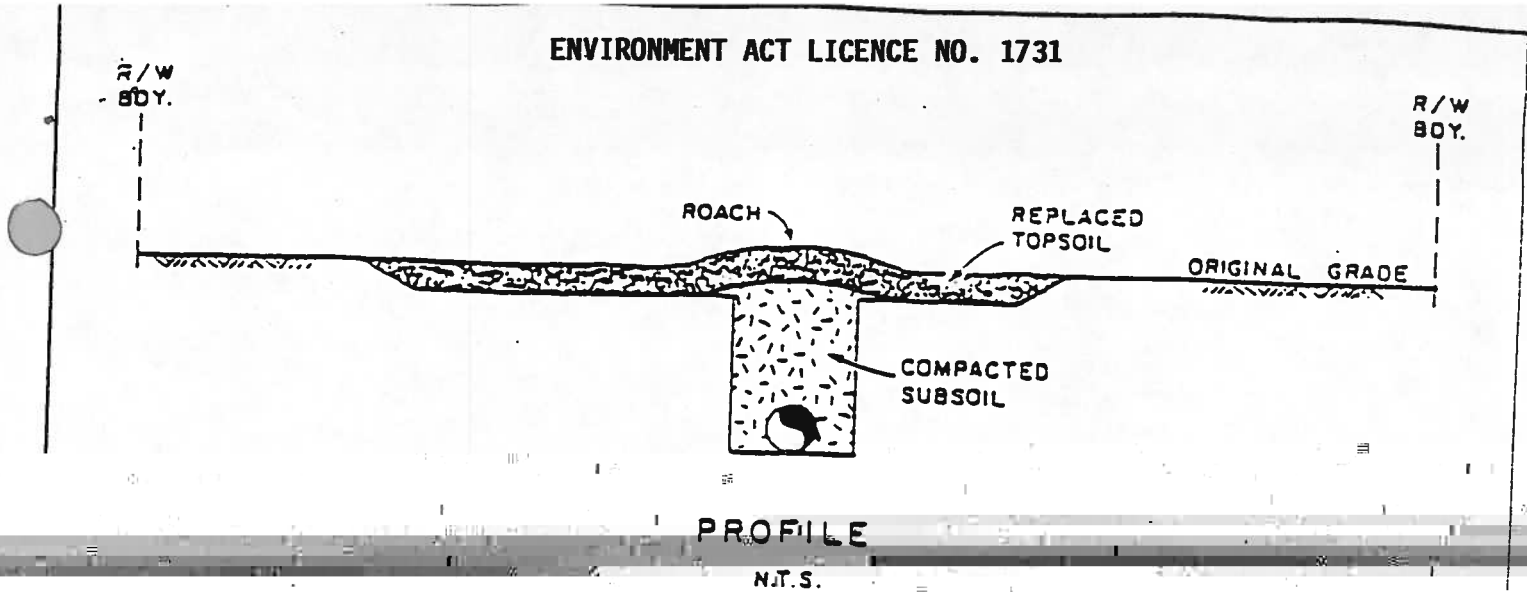 ENVIRONMENT ACT LICENCE NO. 1731
R/W
BDY.
R/W
BDY.
ROACH
REPLACED
TOPSOIL
ORIGINAL GRADE
COMPACTED
SUBSOIL
PROFILE
N.T.S.